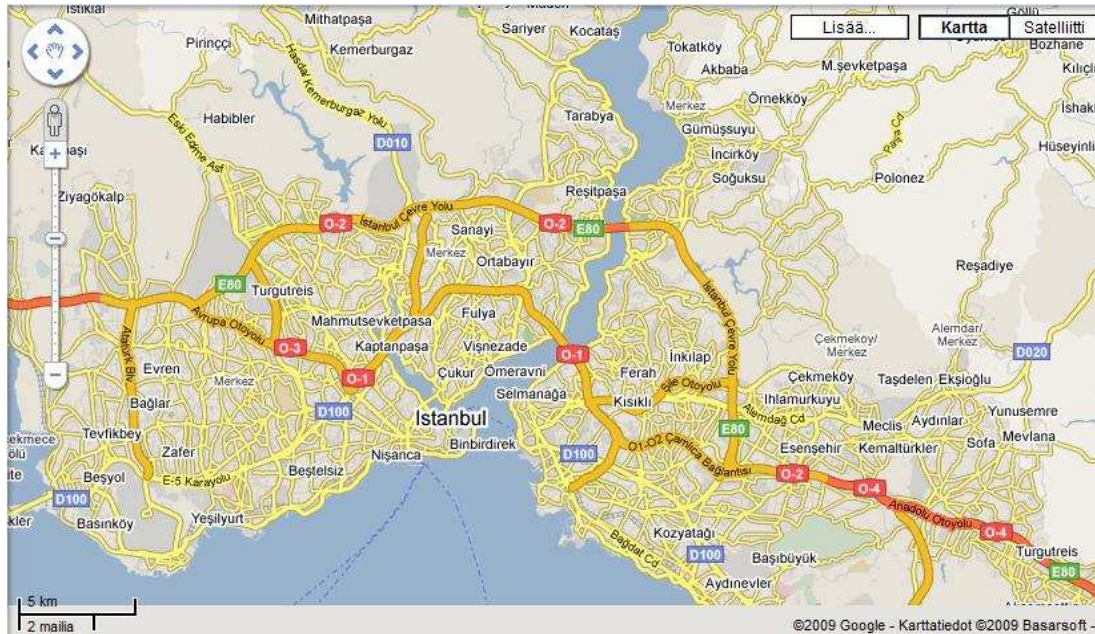 Istiklal
Mithatpaşa
Sarıyer
Kocataş
Lisää...
Kartta
Satelliitti
Pirinççi
Kemerburgaz
Tokatköy
M.şevketpaşa
Bozhane
Akbaba
Hasdal Kemerburgaz Yolu
Örnekköy
Merkez
Habibler
Tarabya
Gümüşsuyu
Paşa Cd
D010
Eski Edirne Asf
İncirköy
Soğuksu
Polonez
Ziyagökalp
Reşitpaşa
O-2
İstanbul Çevre Yolu
O-2
E80
Sanayi
Merkez
Ortabayır
Reşadiye
E80
Turgutreis
İstanbul Çevre Yolu
Avrupa Otoyolu
Mahmutsevketpasa
Fulya
Atatürk Blv
Kaptanpaşa
Vişnezade
O-3
O-1
İnkılap
Çekmeköy/
Merkez
Alemdar/
Merkez
D020
Evren
Merkez
O-1
Çukur
Ömeravni
Ferah
Şile Otoyolu
Çekmeköy
Taşdelen
Ekşioğlu
Bağlar
D100
Selmanağa
Kısıklı
Ihlamurkuyu
Alemdağ Cd
Istanbul
Meclis
Aydınlar
Yunusemre
Tevfikbey
Zafer
Binbirdirek
E80
Esenşehir
Kemaltürkler
Sofa
Mevlana
Nişanca
D100
O1-O2 Çamlıca Bağlantısı
Beşyol
Beştelsiz
E-5 Karayolu
O-2
O-4
D100
Anadolu Otoyolu
Basınköy
Yeşilyurt
Kozyatağı
O-4
Bağdat Cd
D100
Başıbüyük
Turgutreis
E80
Aydınevler
5 km
2 mailia
©2009 Google - Karttatiedot ©2009 Basarsoft -